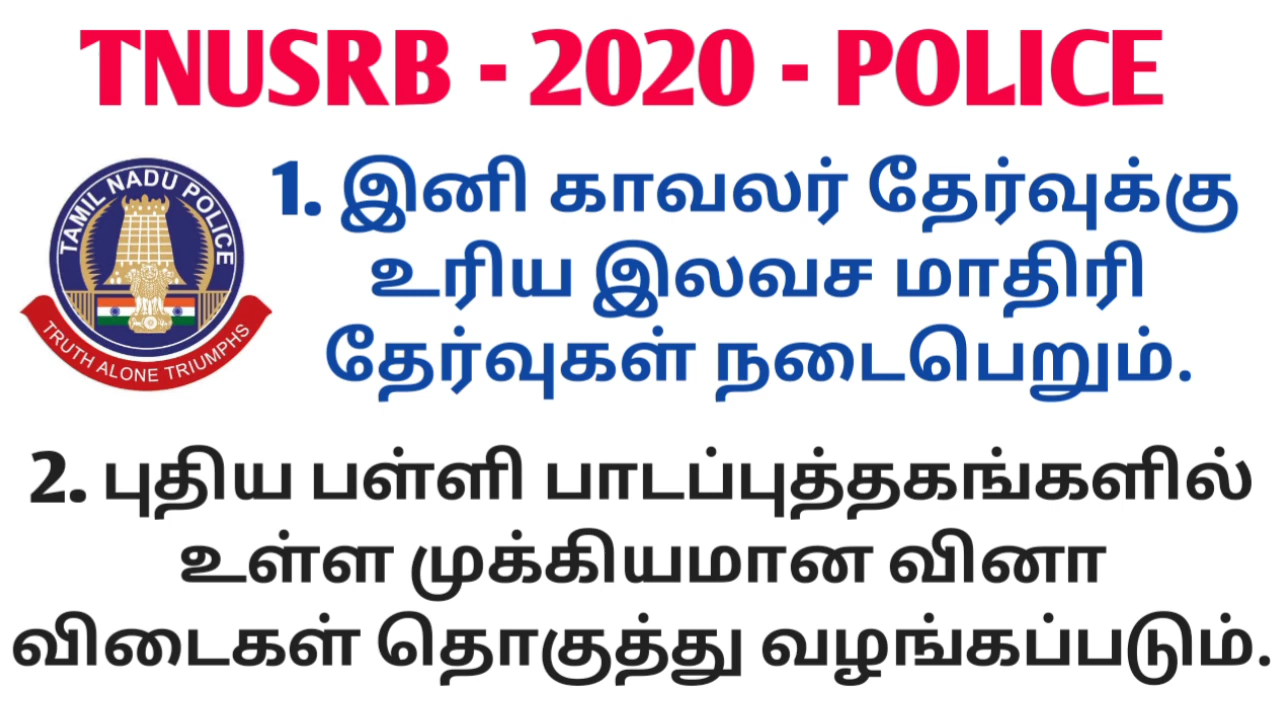 TNUSRB - 2020 - POLICE
TAMIL NADU POLICE
TRUTH ALONE TRIUMPHS
1. இனி காவலர் தேர்வுக்கு
உரிய இலவச மாதிரி
தேர்வுகள் நடைபெறும்.
2. புதிய பள்ளி பாடப்புத்தகங்களில்
உள்ள முக்கியமான வினா
விடைகள் தொகுத்து வழங்கப்படும்.